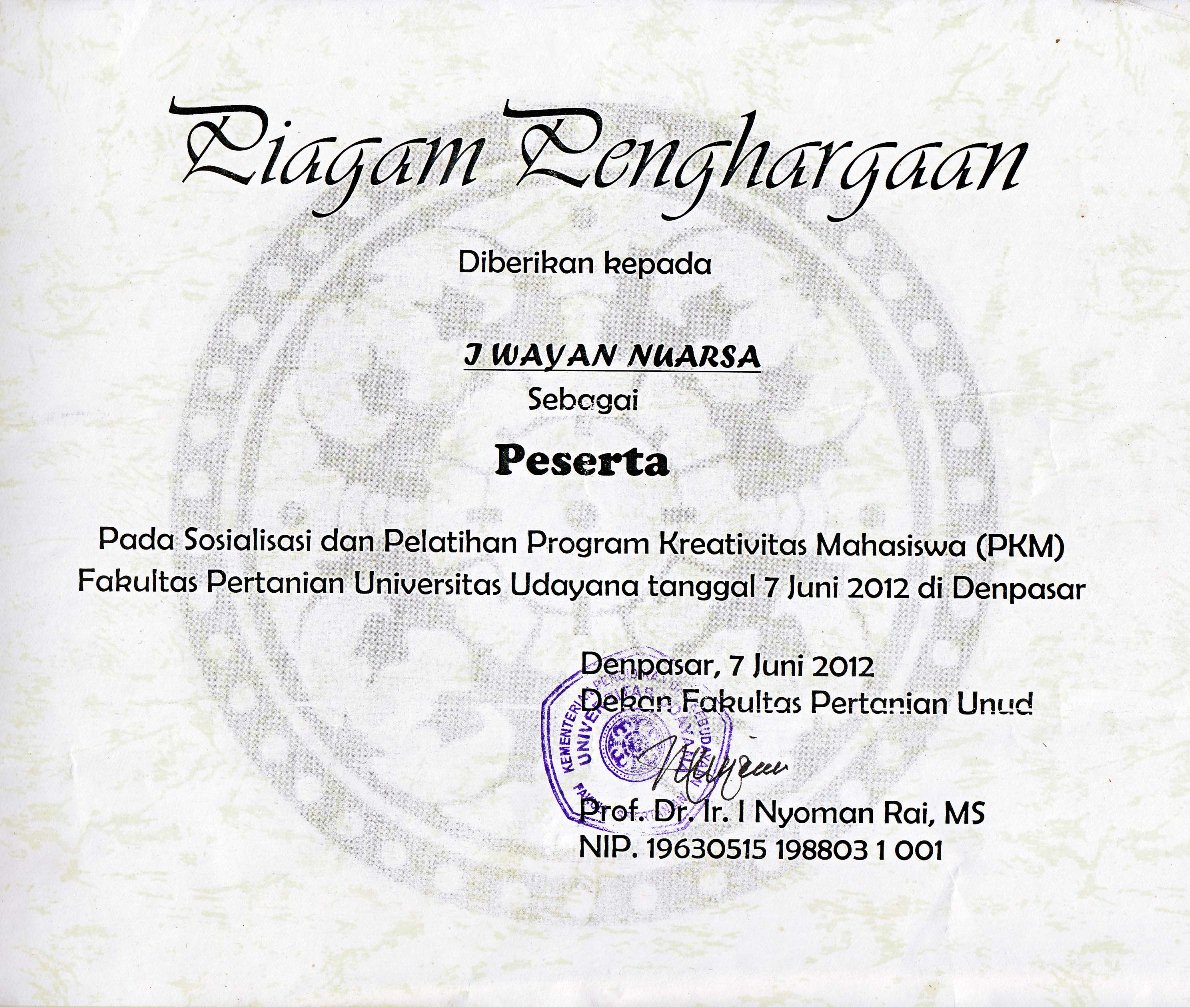 Piagam Penghargaan
Diberikan kepada
I WAYAN NUARSA
Sebagai
Peserta
Pada Sosialisasi dan Pelatihan Program Kreativitas Mahasiswa (PKM)
Fakultas Pertanian Universitas Udayana tanggal 7 Juni 2012 di Denpasar
Denpasar, 7 Juni 2012
Dekan Fakultas Pertanian Unud
UNIVERSITAS UDAYANA
Prof. Dr. Ir. I Nyoman Rai, MS
NIP. 19630515 198803 1 001